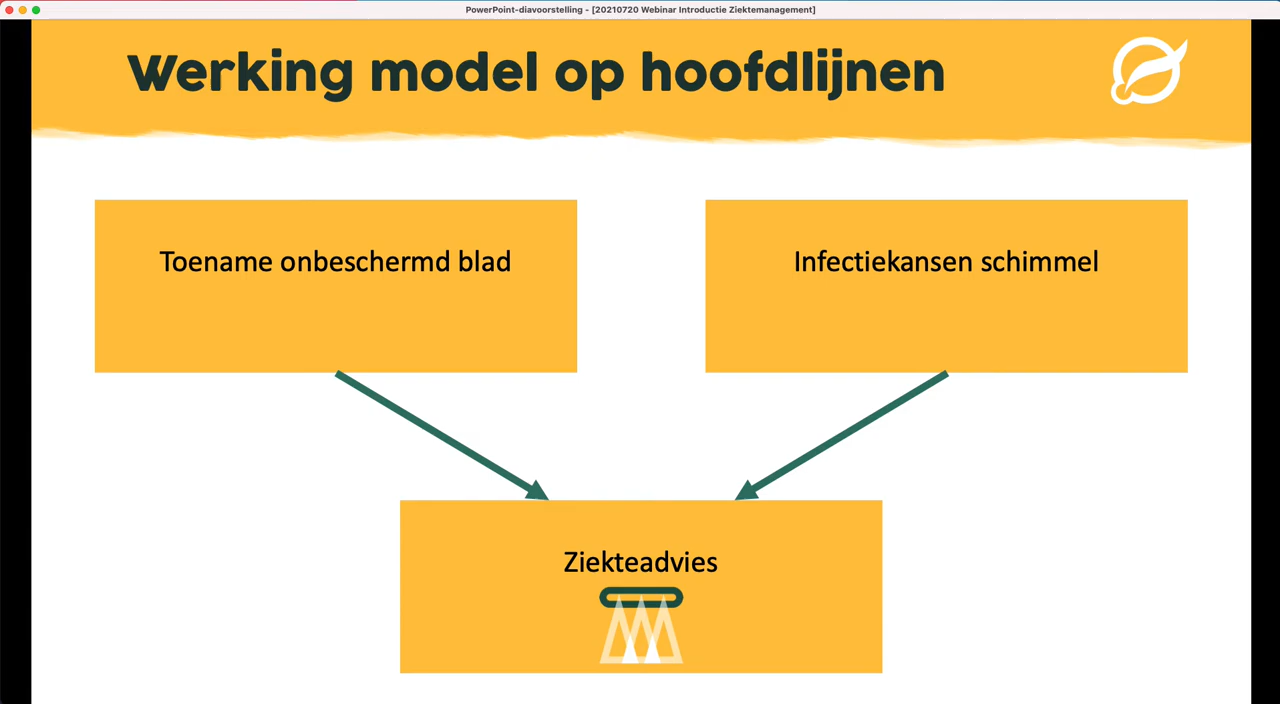 PowerPoint-diavoorstelling - [20210720 Webinar Introductie Ziektemanagement]
Werking model op hoofdlijnen
Toename onbeschermd blad
Infectiekansen schimmel
Ziekteadvies